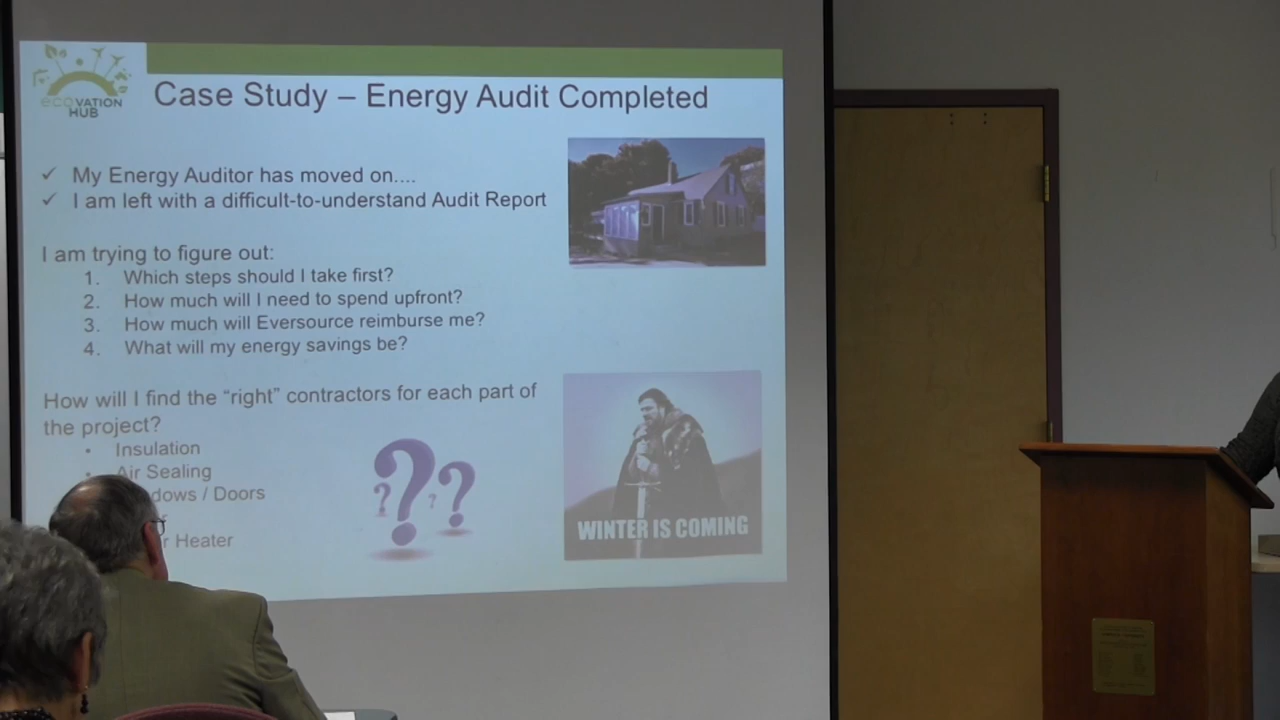 ecovation
HUB
Case Study – Energy Audit Completed
✓ My Energy Auditor has moved on....
✓ I am left with a difficult-to-understand Audit Report
I am trying to figure out:
1. Which steps should I take first?
2. How much will I need to spend upfront?
3. How much will Eversource reimburse me?
4. What will my energy savings be?
How will I find the “right” contractors for each part of
the project?
• Insulation
• Air Sealing
dows / Doors
r Heater
? ? ? ?
WINTER IS COMING